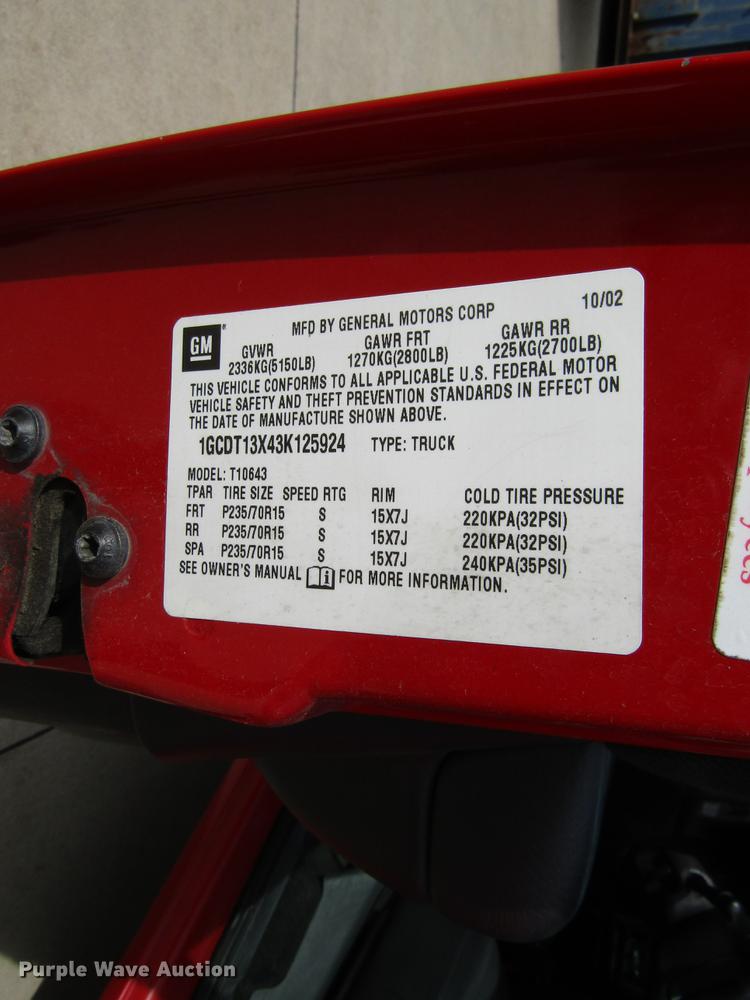 10/02
GM
MFD BY GENERAL MOTORS CORP
GVWR GAWR FRT GAWR RR
2336KG(5150LB) 1270KG(2800LB) 1225KG(2700LB)
THIS VEHICLE CONFORMS TO ALL APPLICABLE U.S. FEDERAL MOTOR
VEHICLE SAFETY AND THEFT PREVENTION STANDARDS IN EFFECT ON
THE DATE OF MANUFACTURE SHOWN ABOVE.
1GCDT13X43K125924 TYPE: TRUCK
MODEL: T10643
TPAR TIRE SIZE SPEED RTG RIM COLD TIRE PRESSURE
FRT P235/70R15 S 15X7J 220KPA(32PSI)
RR P235/70R15 S 15X7J 220KPA(32PSI)
SPA P235/70R15 S 15X7J 240KPA(35PSI)
SEE OWNER'S MANUAL FOR MORE INFORMATION.
Purple Wave Auction